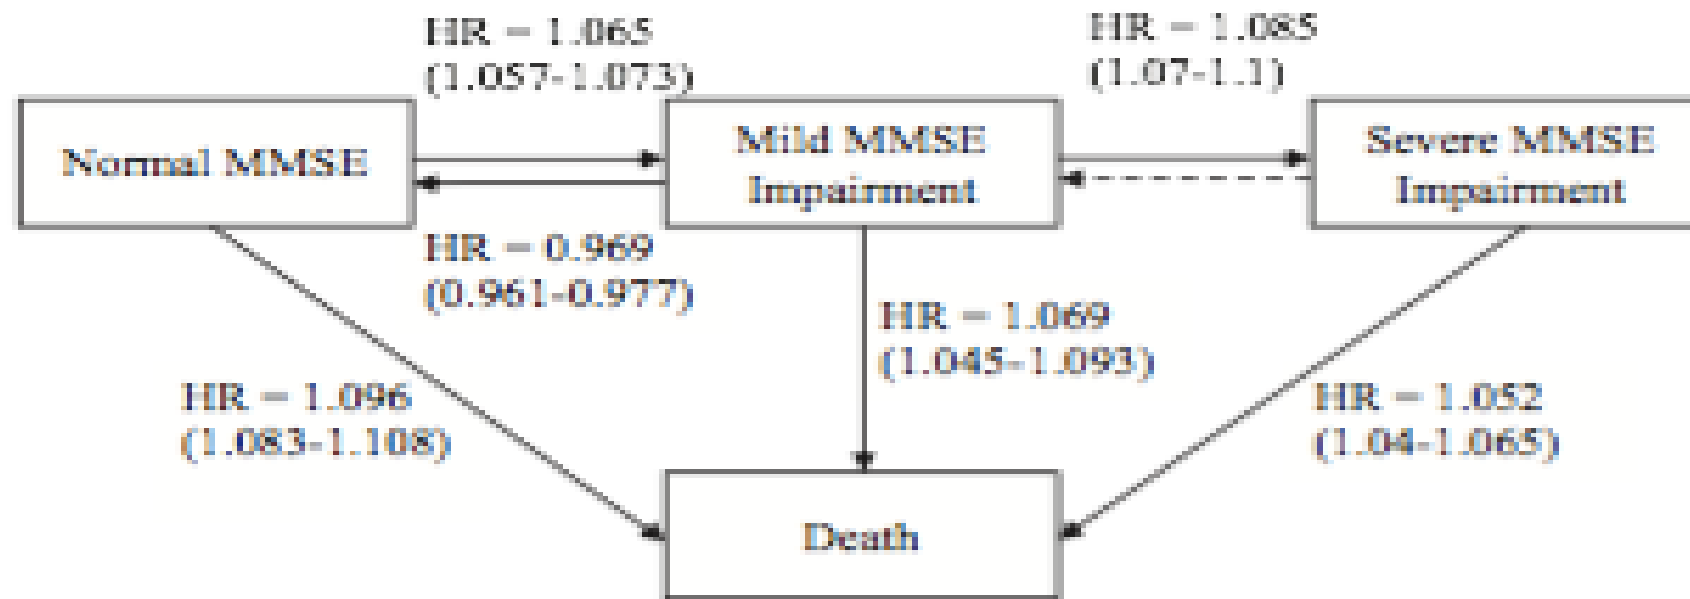 HR = 1.065
(1.057-1.073)
HR = 1.085
(1.07-1.1)
Normal MMSE
Mild MMSE
Impairment
Severe MMSE
Impairment
HR = 0.969
(0.961-0.977)
HR = 1.069
(1.045-1.093)
HR = 1.096
(1.083-1.108)
HR = 1.052
(1.04-1.065)
Death